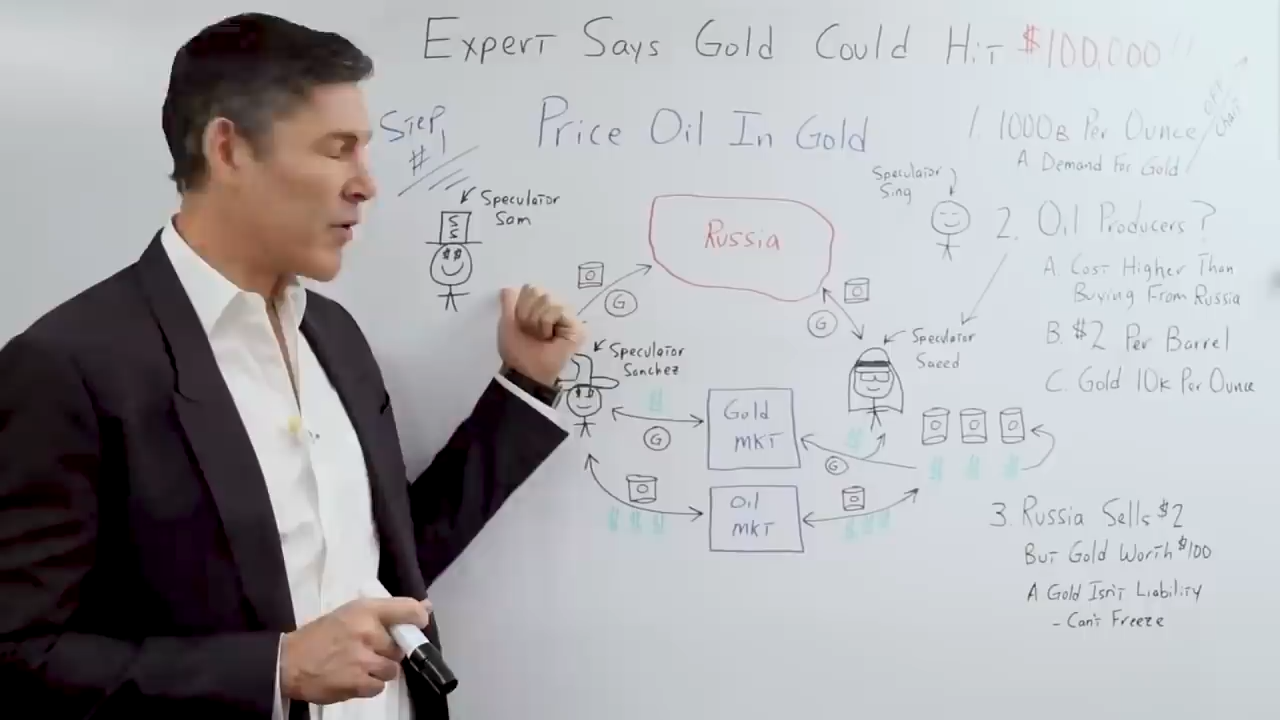 Expert Says Gold Could Hit $100,000
Step
#1
Price Oil In Gold
Speculator
Sam
$$
Russia
G
Speculator
Sanchez
G
Gold
MKT
Oil
MKT
G
Speculator
Saeed
G
Speculator
Sing
1. 1000B Per Ounce
A Demand For Gold
Off
Chart
2. Oil Producers?
A. Cost Higher Than
Buying From Russia
B. $2 Per Barrel
C. Gold 10K Per Ounce
3. Russia Sells $2
But Gold Worth $100
A Gold Isn't Liability
- Can't Freeze